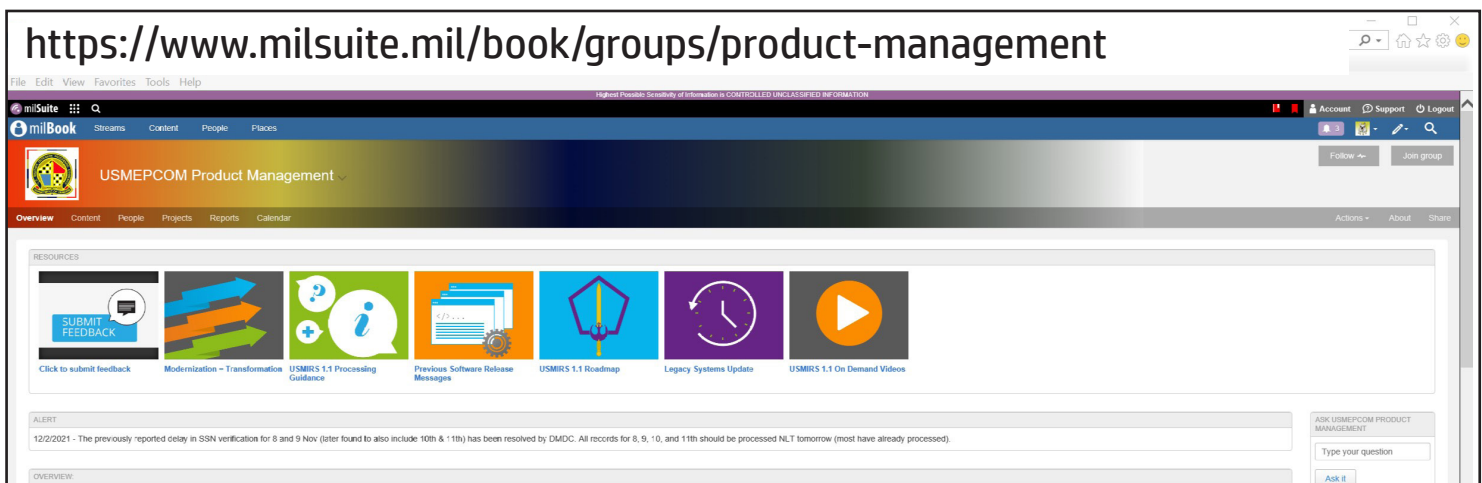 https://www.milsuite.mil/book/groups/product-management
File Edit View Favorites Tools Help
Highest Possible Sensitivity of Information is CONTROLLED UNCLASSIFIED INFORMATION
milSuite
Account Support Logout
milBook Streams Content People Places
3
USMEPCOM Product Management
Follow Join group
Overview Content People Projects Reports Calendar
Actions About Share
RESOURCES
SUBMIT
FEEDBACK
</>...
Click to submit feedback
Modernization – Transformation
USMIRS 1.1 Processing
Guidance
Previous Software Release
Messages
USMIRS 1.1 Roadmap
Legacy Systems Update
USMIRS 1.1 On Demand Videos
ALERT
12/2/2021 - The previously reported delay in SSN verification for 8 and 9 Nov (later found to also include 10th & 11th) has been resolved by DMDC. All records for 8, 9, 10, and 11th should be processed NLT tomorrow (most have already processed).
ASK USMEPCOM PRODUCT
MANAGEMENT
Type your question
Ask it
OVERVIEW: